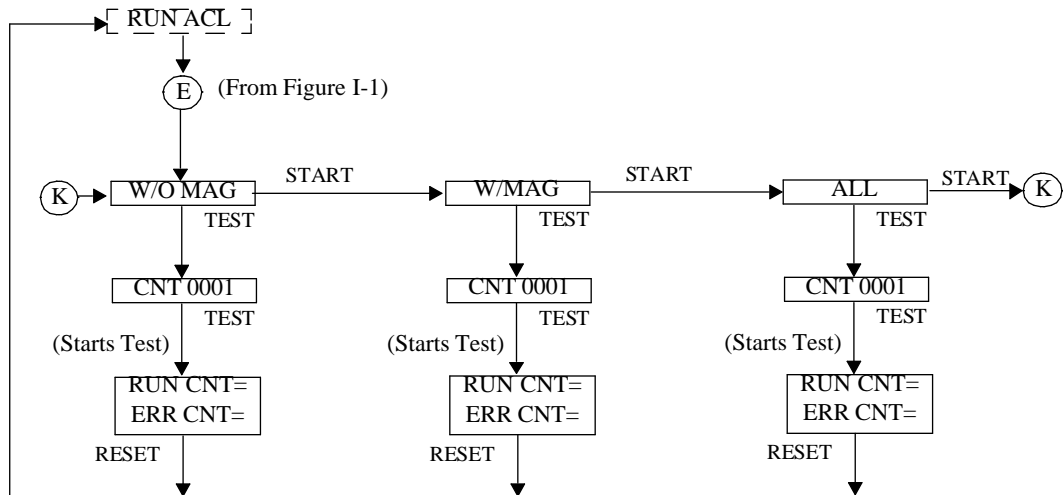 RUN ACL
E (From Figure I-1)
K W/O MAG START W/MAG START ALL START K
TEST TEST TEST
CNT 0001 CNT 0001 CNT 0001
TEST TEST TEST
(Starts Test) (Starts Test) (Starts Test)
RUN CNT= RUN CNT= RUN CNT=
ERR CNT= ERR CNT= ERR CNT=
RESET RESET RESET